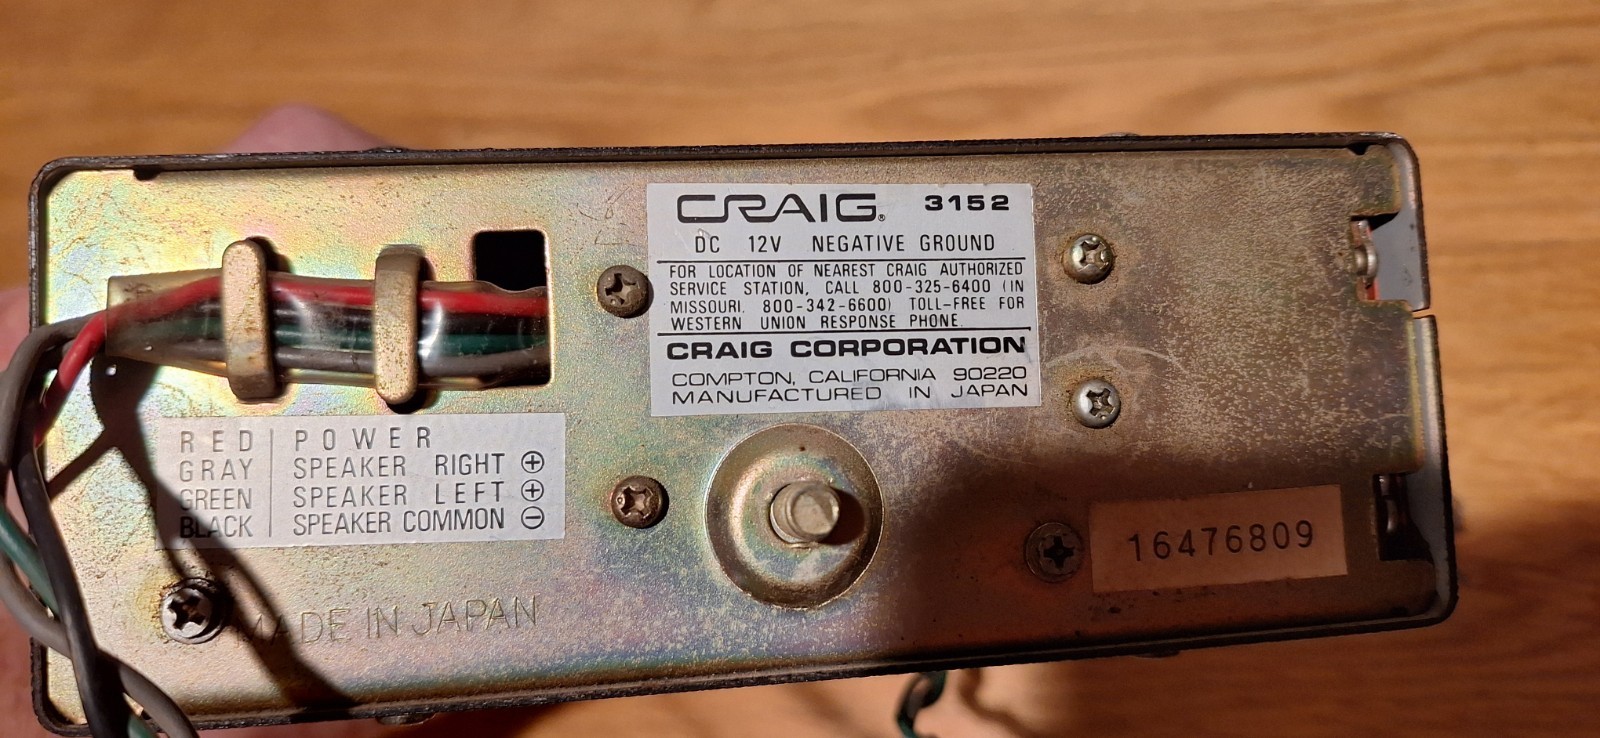 CRAIG® 3152
DC 12V NEGATIVE GROUND
FOR LOCATION OF NEAREST CRAIG AUTHORIZED
SERVICE STATION, CALL 800-325-6400 (IN
MISSOURI. 800-342-6600) TOLL-FREE FOR
WESTERN UNION RESPONSE PHONE.
CRAIG CORPORATION
COMPTON, CALIFORNIA 90220
MANUFACTURED IN JAPAN
RED | POWER
GRAY | SPEAKER RIGHT ⊕
GREEN | SPEAKER LEFT ⊕
BLACK | SPEAKER COMMON ⊖
16476809
MADE IN JAPAN